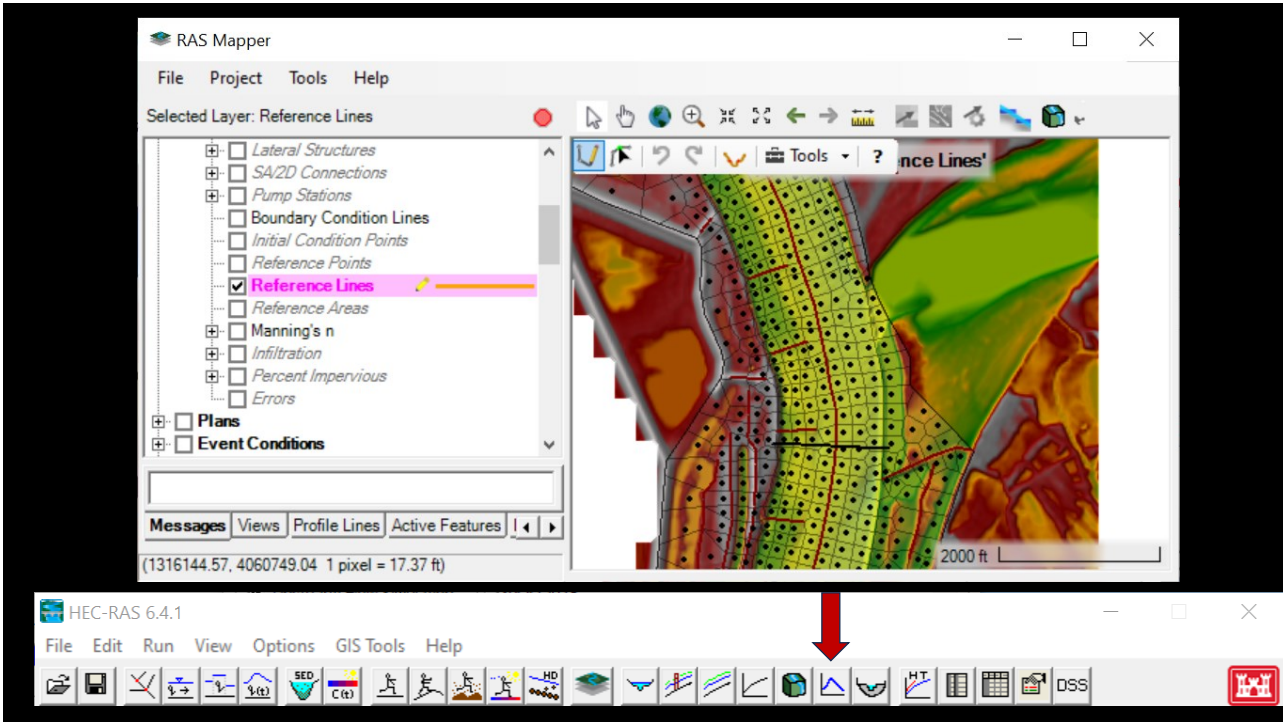 RAS Mapper
File Project Tools Help
Selected Layer: Reference Lines
Lateral Structures
SA/2D Connections
Pump Stations
Boundary Condition Lines
Initial Condition Points
Reference Points
Reference Lines
Reference Areas
Manning's n
Infiltration
Percent Impervious
Errors
Plans
Event Conditions
Messages Views Profile Lines Active Features
(1316144.57, 4060749.04 1 pixel = 17.37 ft)
Tools ?
nce Lines'
2000 ft
HEC-RAS 6.4.1
File Edit Run View Options GIS Tools Help
SED C(t) HD HT DSS